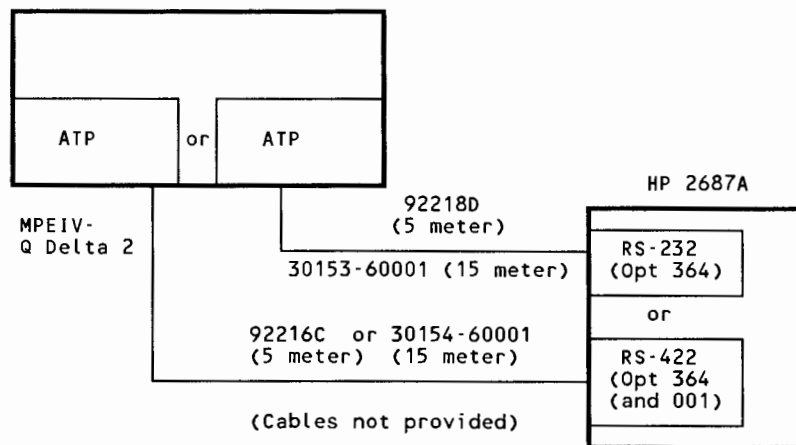 ATP or ATP
HP 2687A
92218D
(5 meter)
MPEIV-
Q Delta 2
RS-232
(Opt 364)
30153-60001 (15 meter)
or
92216C or 30154-60001
(5 meter) (15 meter)
RS-422
(Opt 364
(and 001)
(Cables not provided)